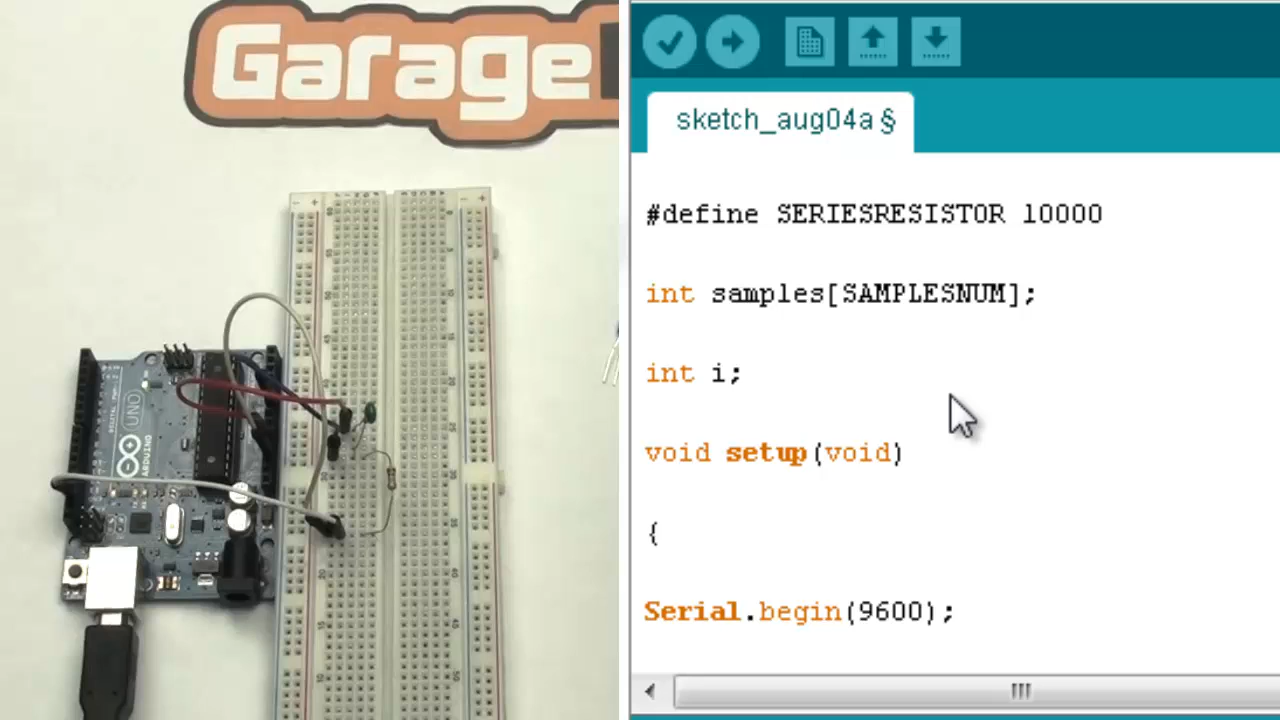 Garage
UNO
ARDUINO
sketch_aug04a §
#define SERIESRESISTOR 10000
int samples[SAMPLESNUM];
int i;
void setup(void)
{
Serial.begin(9600);